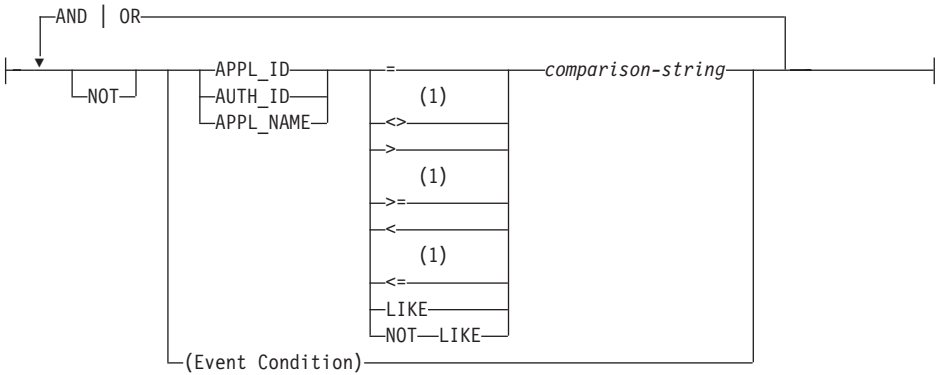 AND | OR
APPL_ID = comparison-string
NOT AUTH_ID (1)
APPL_NAME <>
>
(1)
>=
<
(1)
<=
LIKE
NOT LIKE
(Event Condition)